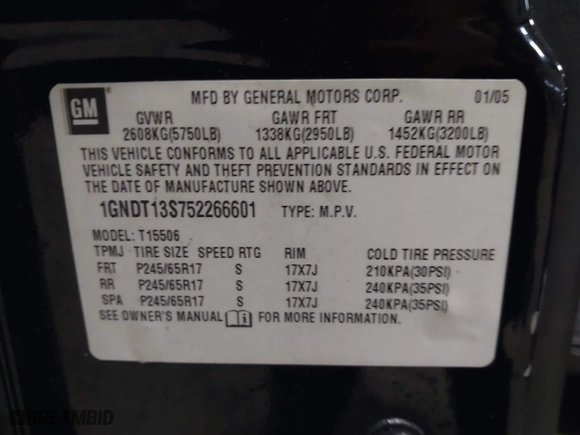 GM
MFD BY GENERAL MOTORS CORP. 01/05
GVWR GAWR FRT GAWR RR
2608KG(5750LB) 1338KG(2950LB) 1452KG(3200LB)
THIS VEHICLE CONFORMS TO ALL APPLICABLE U.S. FEDERAL MOTOR
VEHICLE SAFETY AND THEFT PREVENTION STANDARDS IN EFFECT ON
THE DATE OF MANUFACTURE SHOWN ABOVE.
1GNDT13S752266601 TYPE: M.P.V.
MODEL: T15506
TPMJ TIRE SIZE SPEED RTG RIM COLD TIRE PRESSURE
FRT P245/65R17 S 17X7J 210KPA(30PSI)
RR P245/65R17 S 17X7J 240KPA(35PSI)
SPA P245/65R17 S 17X7J 240KPA(35PSI)
SEE OWNER'S MANUAL FOR MORE INFORMATION.
DREAMBID